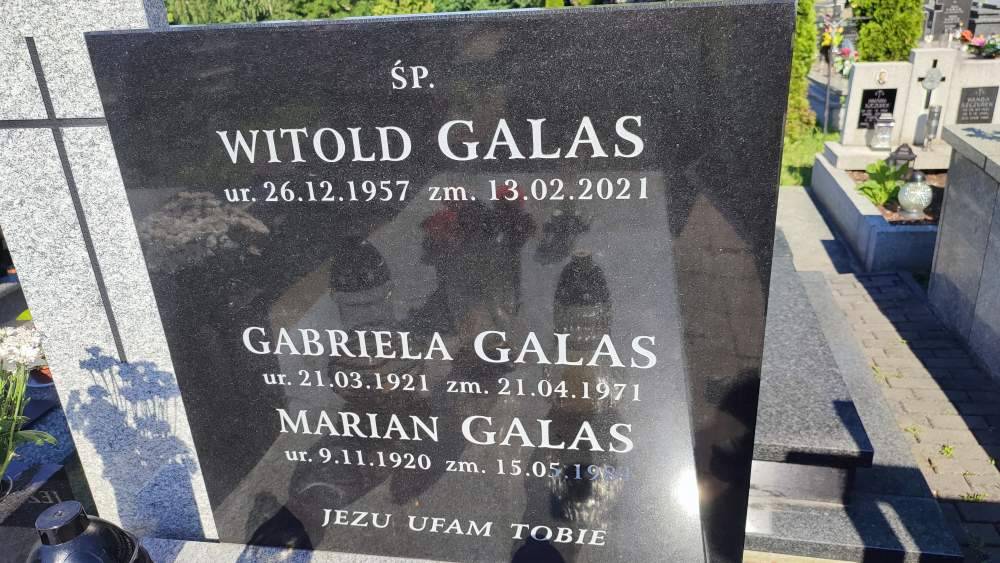 ŚP.
WITOLD GALAS
ur. 26.12.1957 zm. 13.02.2021
GABRIELA GALAS
ur. 21.03.1921 zm. 21.04.1971
MARIAN GALAS
ur. 9.11.1920 zm.
JEZU UFAM TOBIE
WANDA